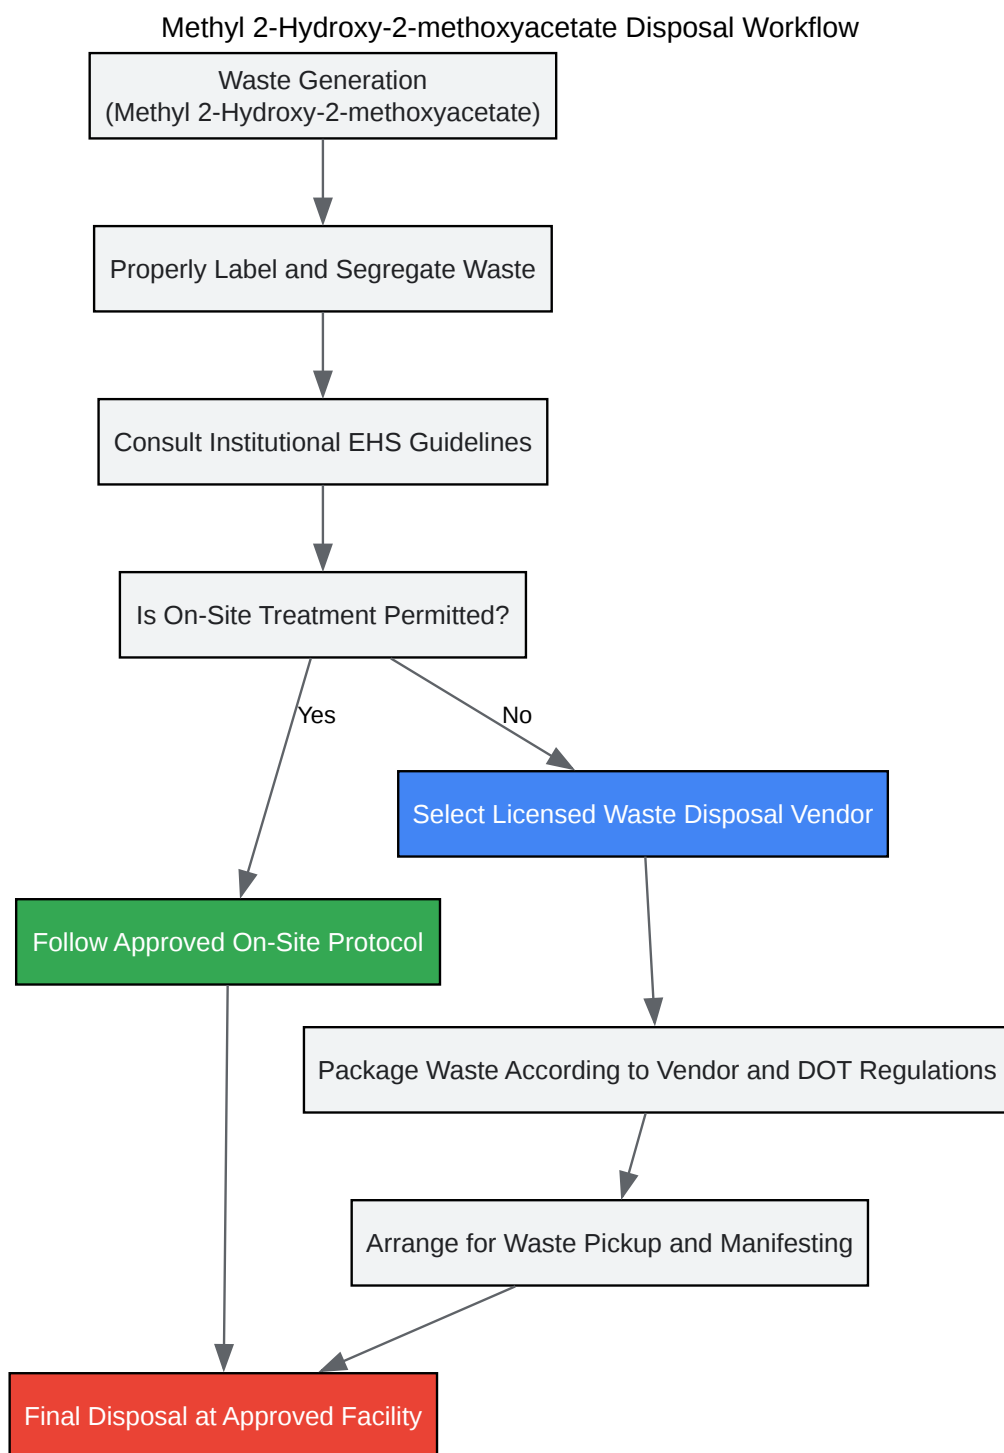 Methyl 2-Hydroxy-2-methoxyacetate Disposal Workflow
Waste Generation
(Methyl 2-Hydroxy-2-methoxyacetate)
Properly Label and Segregate Waste
Consult Institutional EHS Guidelines
Is On-Site Treatment Permitted?
Yes
No
Select Licensed Waste Disposal Vendor
Follow Approved On-Site Protocol
Package Waste According to Vendor and DOT Regulations
Arrange for Waste Pickup and Manifesting
Final Disposal at Approved Facility